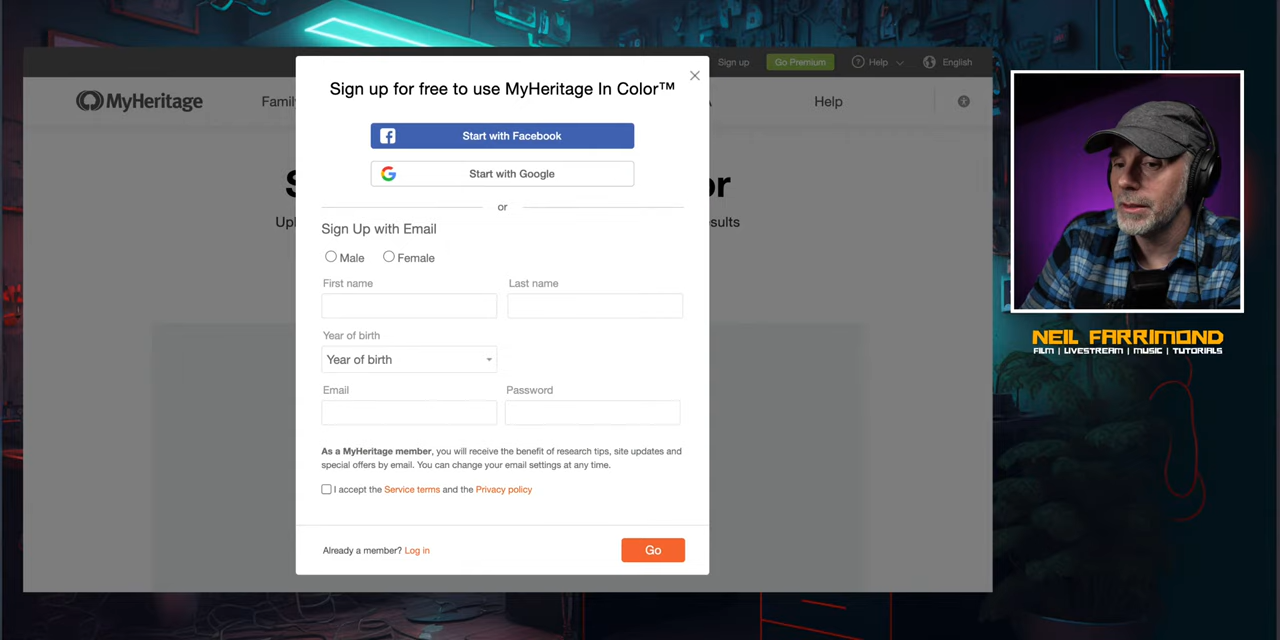 Sign up
Go Premium
Help
English
MyHeritage
Famil
Help
Sign up for free to use MyHeritage In Color™
Start with Facebook
Start with Google
or
S
or
Upl
sults
Sign Up with Email
Male
Female
First name
Last name
Year of birth
Year of birth
Email
Password
As a MyHeritage member, you will receive the benefit of research tips, site updates and
special offers by email. You can change your email settings at any time.
I accept the Service terms and the Privacy policy
Already a member? Log in
Go
NEIL FARRIMOND
FILM | LIVESTREAM | MUSIC | TUTORIALS